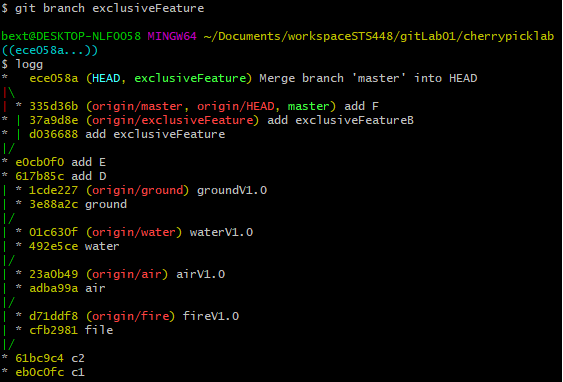 $ git branch exclusiveFeature
bext@DESKTOP-NLFOO58 MINGW64 ~/Documents/workspaceSTS448/gitLab01/cherrypicklab
((ece058a...))
$ logg
*   ece058a (HEAD, exclusiveFeature) Merge branch 'master' into HEAD
|\
| * 335d36b (origin/master, origin/HEAD, master) add F
* | 37a9d8e (origin/exclusiveFeature) add exclusiveFeatureB
* | d036688 add exclusiveFeature
|/
* e0cb0f0 add E
* 617b85c add D
| * 1cde227 (origin/ground) groundV1.0
| * 3e88a2c ground
|/
| * 01c630f (origin/water) waterV1.0
| * 492e5ce water
|/
| * 23a0b49 (origin/air) airV1.0
| * adba99a air
|/
| * d71ddf8 (origin/fire) fireV1.0
| * cfb2981 file
|/
* 61bc9c4 c2
* eb0c0fc c1